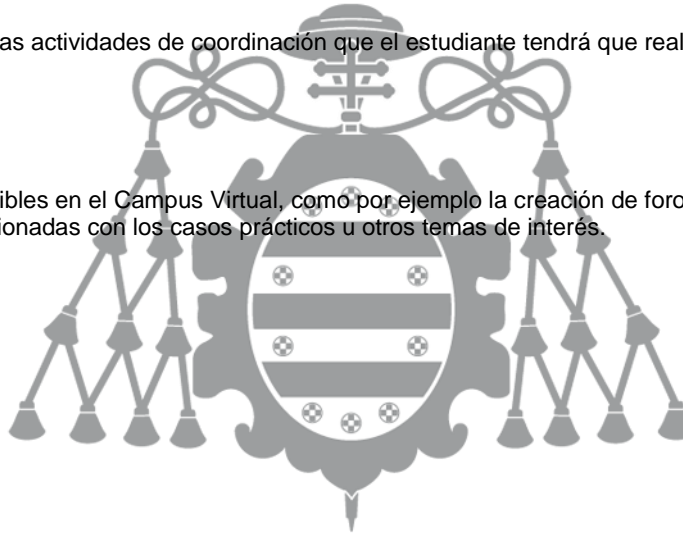 as actividades de coordinación que el estudiante tendrá que real
ibles en el Campus Virtual, como por ejemplo la creación de foro
ionadas con los casos prácticos u otros temas de interés.